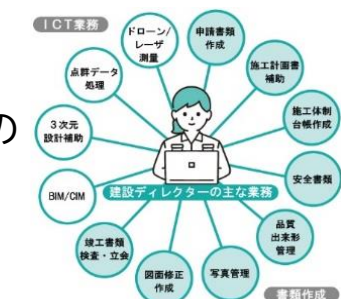 ICT業務
ドローン/
レーザ
測量
申請書類
作成
点群データ
処理
施工計画書
補助
の
3次元
設計補助
施工体制
台帳作成
建設ディレクターの主な業務
BIM/CIM
安全書類
竣工書類
検査・立会
品質
出来形
管理
図面修正
作成
写真管理
書類作成